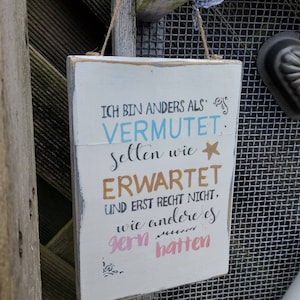 ICH BIN ANDERS ALS
VERMUTET,
selten wie
ERWARTET
UND ERST RECHT NICHT,
wie andere es
gern hätten